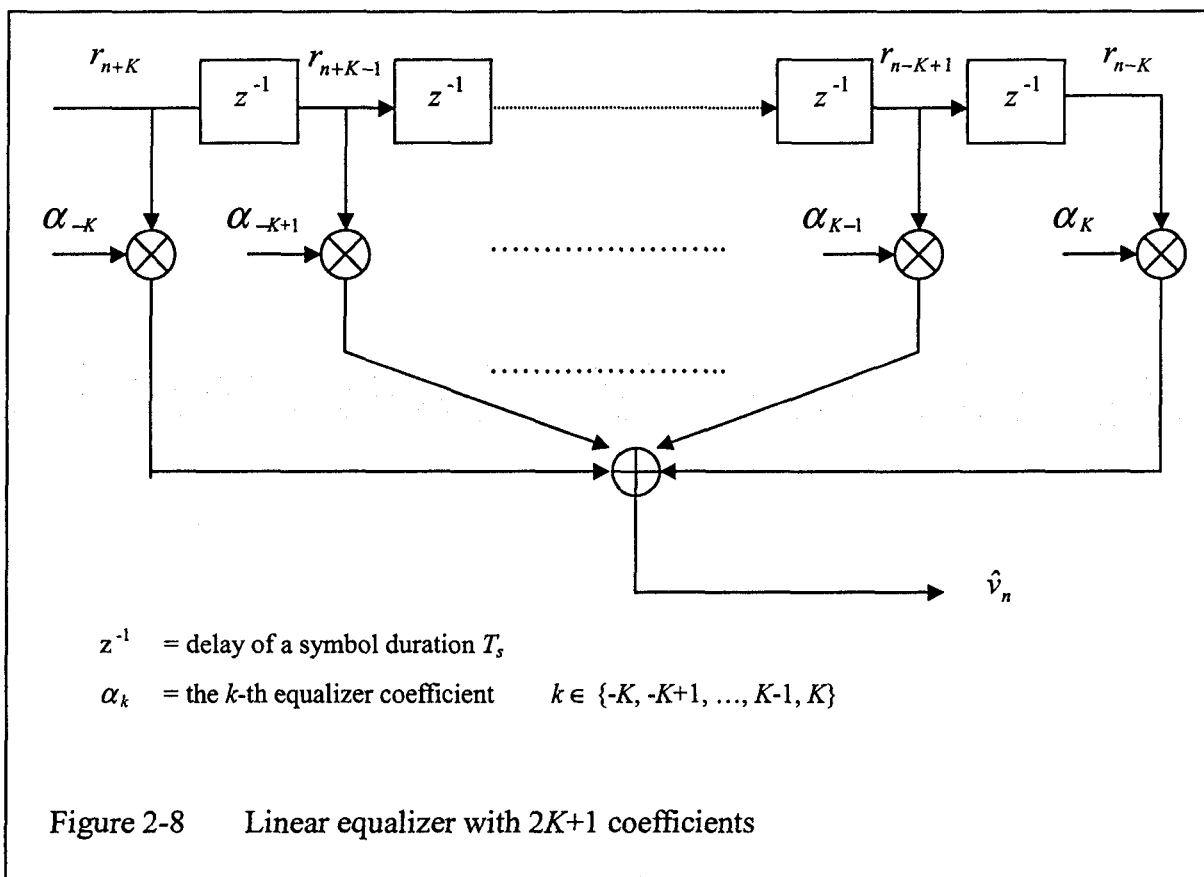 r_{n+K} r_{n+K-1} r_{n-K+1} r_{n-K}
z^{-1} z^{-1} z^{-1} z^{-1}
α_{-K} α_{-K+1} α_{K-1} α_{K}
v̂_n
z^{-1} = delay of a symbol duration T_s
α_k = the k-th equalizer coefficient k ∈ {-K, -K+1, …, K-1, K}
Figure 2-8 Linear equalizer with 2K+1 coefficients